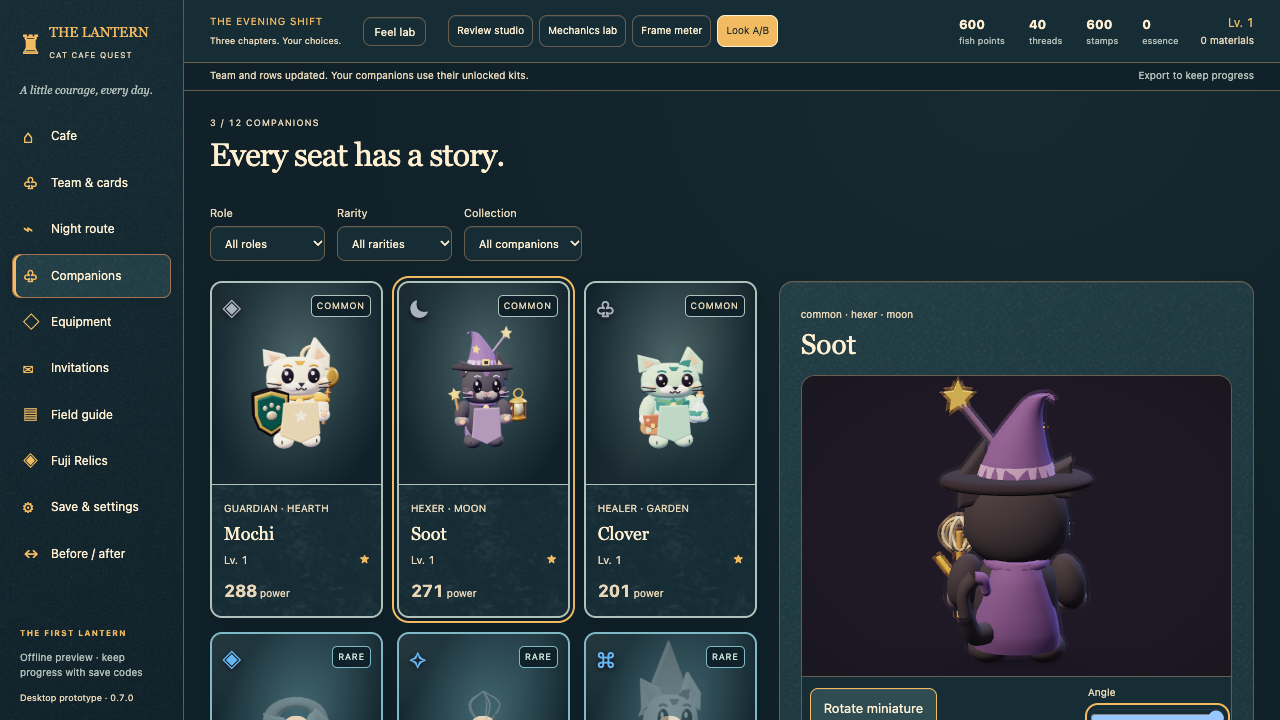 THE LANTERN
CAT CAFE QUEST
A little courage, every day.
Cafe
Team & cards
Night route
Companions
Equipment
Invitations
Field guide
Fuji Relics
Save & settings
Before / after
THE FIRST LANTERN
Offline preview · keep
progress with save codes
Desktop prototype · 0.7.0
THE EVENING SHIFT
Three chapters. Your choices.
Feel lab
Review studio
Mechanics lab
Frame meter
Look A/B
600
fish points
40
threads
600
stamps
0
essence
Lv. 1
0 materials
Team and rows updated. Your companions use their unlocked kits.
Export to keep progress
3 / 12 COMPANIONS
Every seat has a story.
Role
All roles
Rarity
All rarities
Collection
All companions
COMMON
GUARDIAN · HEARTH
Mochi
Lv. 1
288 power
COMMON
HEXER · MOON
Soot
Lv. 1
271 power
COMMON
HEALER · GARDEN
Clover
Lv. 1
201 power
RARE
RARE
RARE
common · hexer · moon
Soot
Rotate miniature
Angle